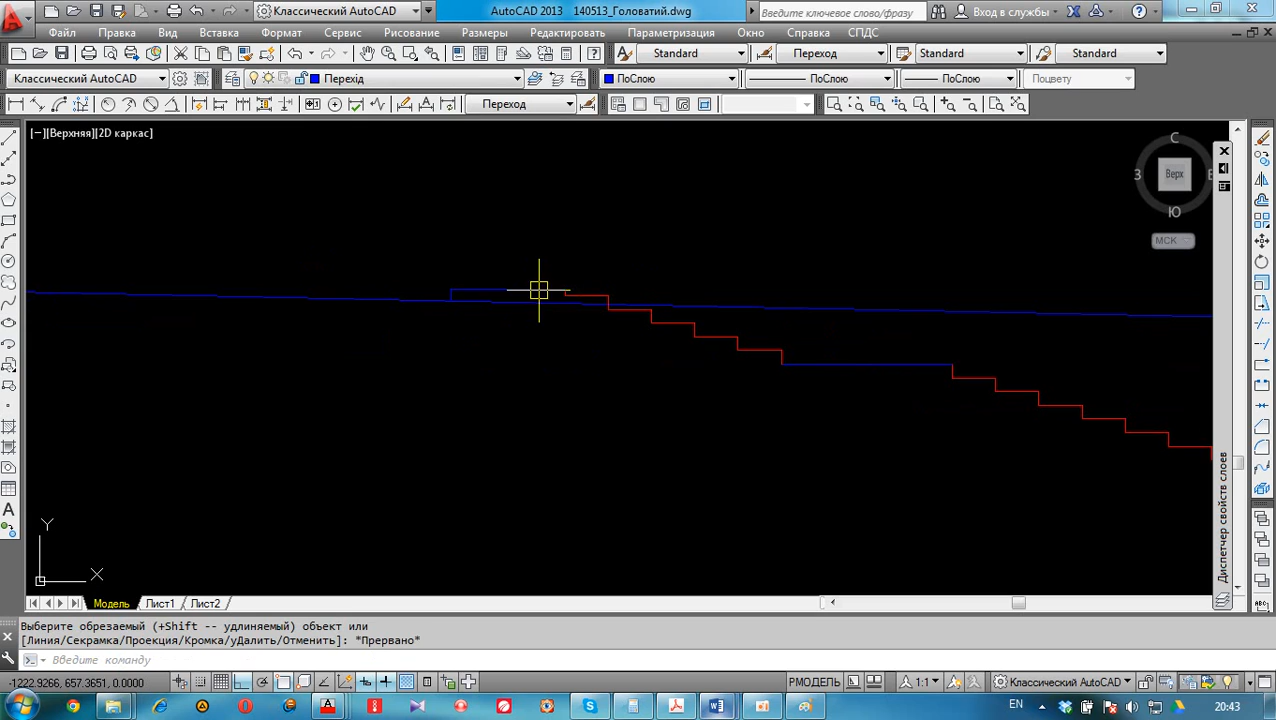 Классический AutoCAD
AutoCAD 2013 140513_Головатий.dwg
Введите ключевое слово/фразу
Вход в службы
Файл Правка Вид Вставка Формат Сервис Рисование Размеры Редактировать Параметризация Окно Справка СПДС
Standard Переход Standard Standard
Классический AutoCAD Перехід ПоСлою ПоСлою ПоСлою Поцвету
Переход
[−][Верхняя][2D каркас]
С
З Верх В
Ю
МСК
Диспетчер свойств слоев
Y
X
Модель Лист1 Лист2
Выберите обрезаемый (+Shift -- удлиняемый) объект или
[Линия/Секрамка/Проекция/Кромка/уДалить/Отменить]: *Прервано*
Введите команду
-1222.9266, 657.3651, 0.0000 РМОДЕЛЬ 1:1 Классический AutoCAD
EN 20:43